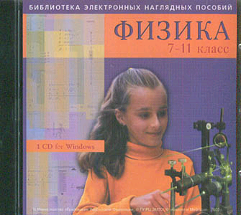 БИБЛИОТЕКА ЭЛЕКТРОННЫХ НАГЛЯДНЫХ ПОСОБИЙ
ФИЗИКА
7-11 класс
1 CD for Windows